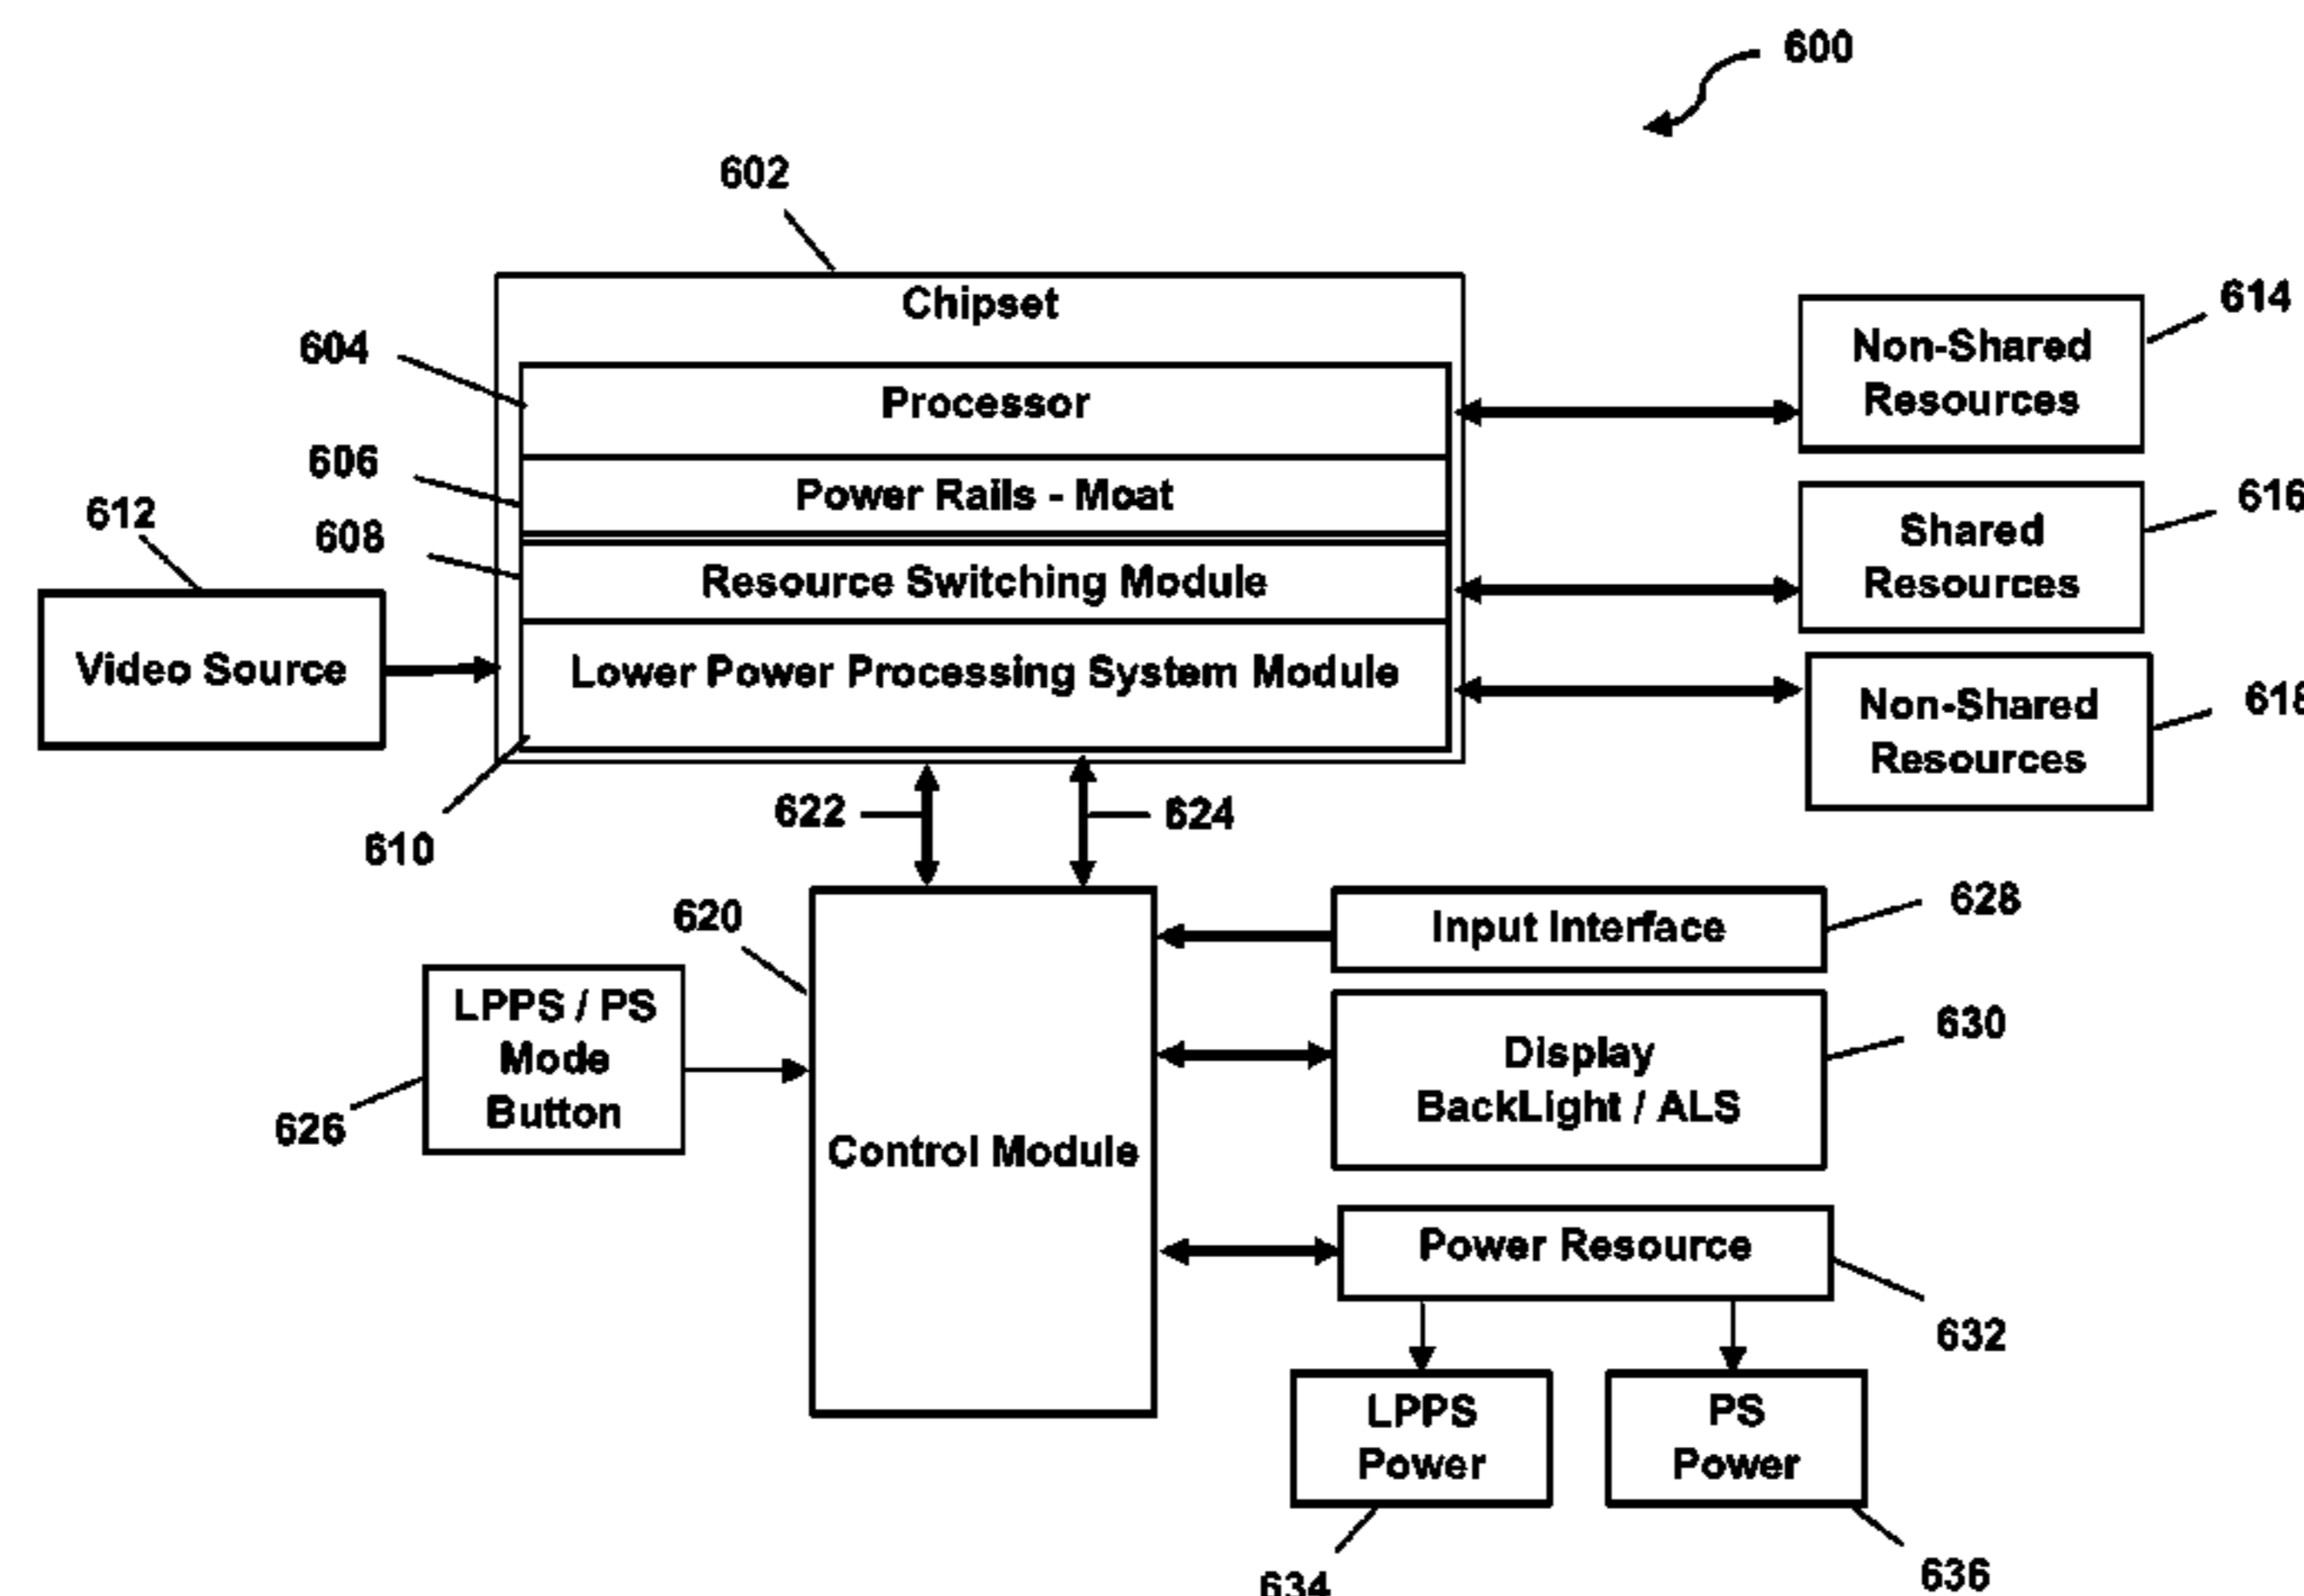 600
602
Chipset
614
Non-Shared
Resources
604
Processor
606
Power Rails - Moat
616
Shared
Resources
612
608
Resource Switching Module
Video Source
Lower Power Processing System Module
618
Non-Shared
Resources
610
622
624
620
628
Input Interface
LPPS / PS
Mode
Button
626
630
Display
BackLight / ALS
Control Module
Power Resource
632
LPPS
Power
PS
Power
634
636